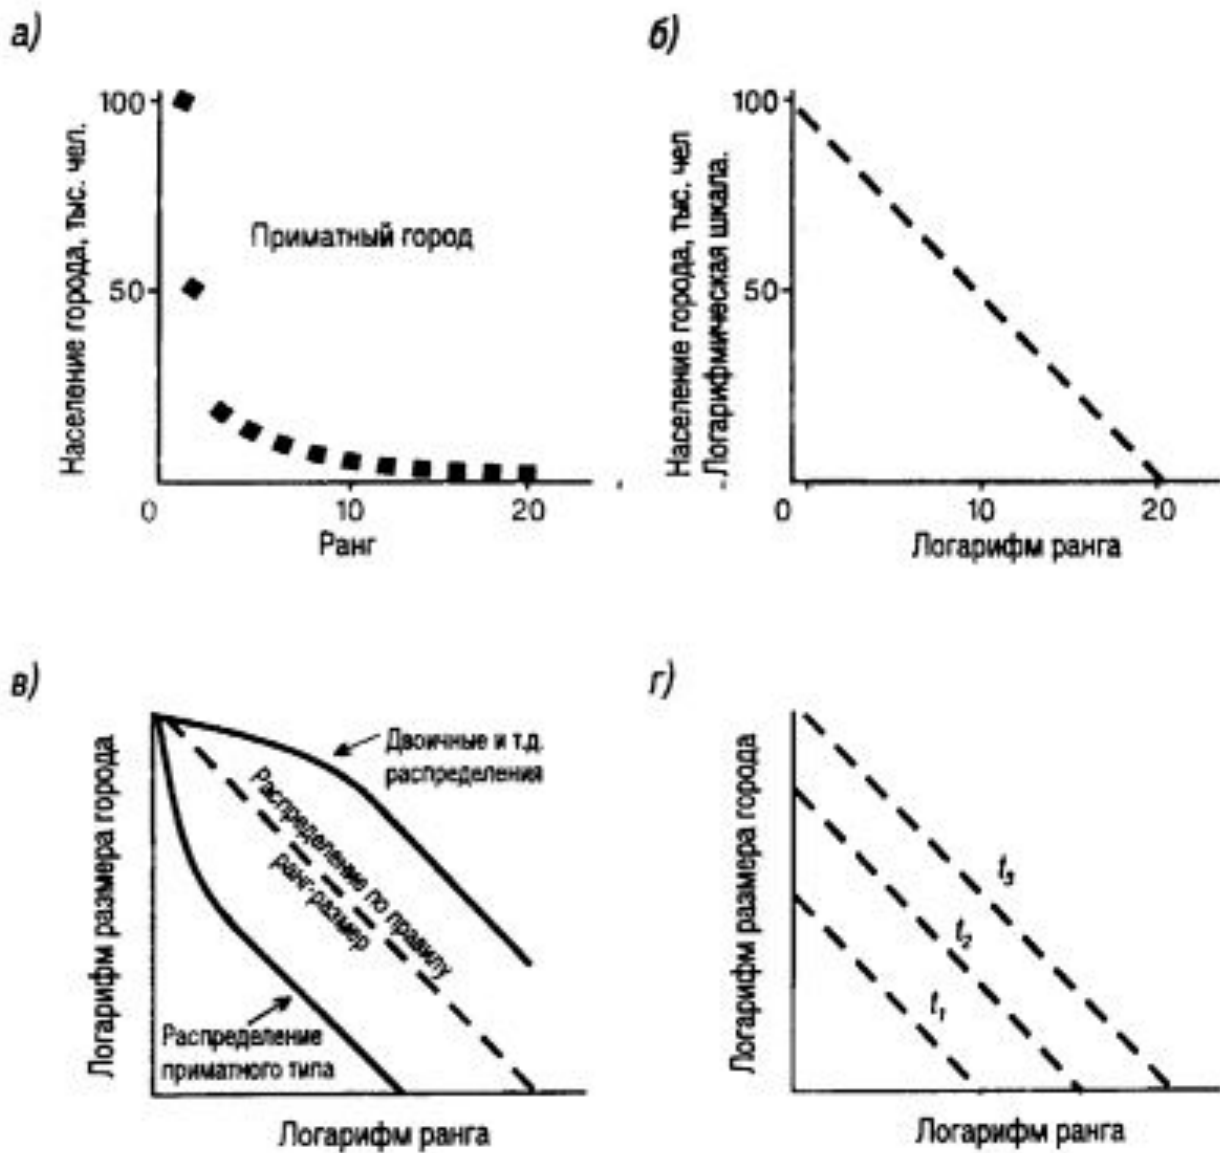 а)
100
50
Население города, тыс. чел.
Приматный город
0
10
20
Ранг
б)
100
50
Население города, тыс. чел
Логарифмическая шкала.
0
10
20
Логарифм ранга
в)
Логарифм размера города
Двоичные и т.д.
распределения
Распределение по правилу
ранг-размер
Распределение
приматного типа
Логарифм ранга
г)
Логарифм размера города
t3
t2
t1
Логарифм ранга